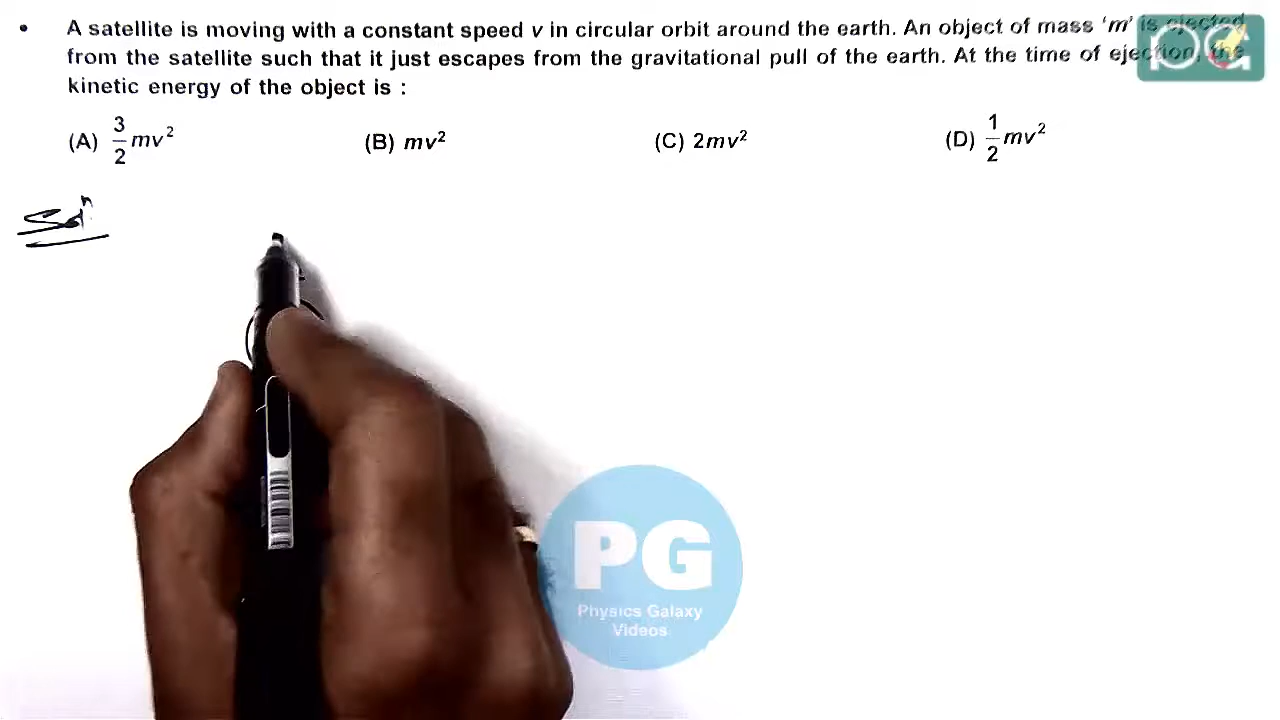 • A satellite is moving with a constant speed v in circular orbit around the earth. An object of mass ‘m’ is ejected
from the satellite such that it just escapes from the gravitational pull of the earth. At the time of ejection, the
kinetic energy of the object is :
(A) 3/2 mv² (B) mv² (C) 2mv² (D) 1/2 mv²
Solⁿ
PG
PG
Physics Galaxy
Videos